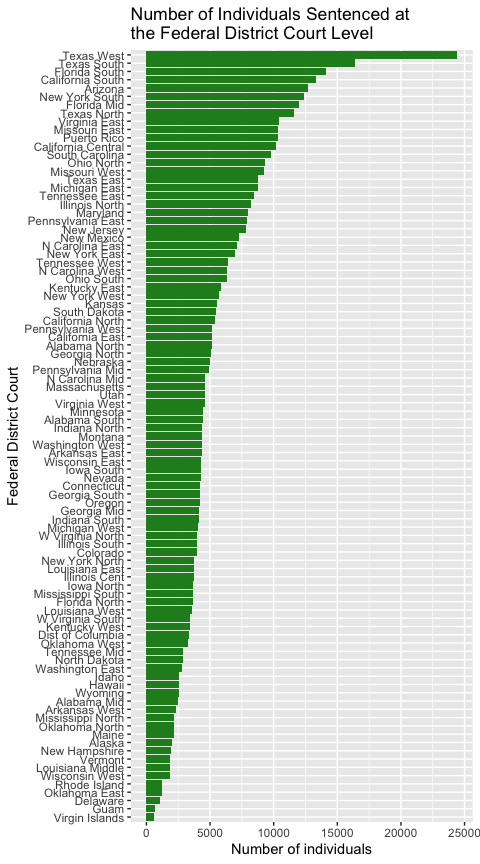 Number of Individuals Sentenced at
the Federal District Court Level
Federal District Court
Texas West
Texas South
Florida South
California South
Arizona
New York South
Florida Mid
Texas North
Virginia East
Missouri East
Puerto Rico
California Central
South Carolina
Ohio North
Missouri West
Texas East
Michigan East
Tennessee East
Illinois North
Maryland
Pennsylvania East
New Jersey
New Mexico
N Carolina East
New York East
Tennessee West
N Carolina West
Ohio South
Kentucky East
New York West
Kansas
South Dakota
California North
Pennsylvania West
California East
Alabama North
Georgia North
Nebraska
Pennsylvania Mid
N Carolina Mid
Massachusetts
Utah
Virginia West
Minnesota
Alabama South
Indiana North
Montana
Washington West
Arkansas East
Wisconsin East
Iowa South
Nevada
Connecticut
Georgia South
Oregon
Georgia Mid
Indiana South
Michigan West
W Virginia North
Illinois South
Colorado
New York North
Louisiana East
Illinois Cent
Iowa North
Mississippi South
Florida North
Louisiana West
W Virginia South
Kentucky West
Dist of Columbia
Oklahoma West
Tennessee Mid
North Dakota
Washington East
Idaho
Hawaii
Wyoming
Alabama Mid
Arkansas West
Mississippi North
Oklahoma North
Maine
Alaska
New Hampshire
Vermont
Louisiana Middle
Wisconsin West
Rhode Island
Oklahoma East
Delaware
Guam
Virgin Islands
0 5000 10000 15000 20000 25000
Number of individuals